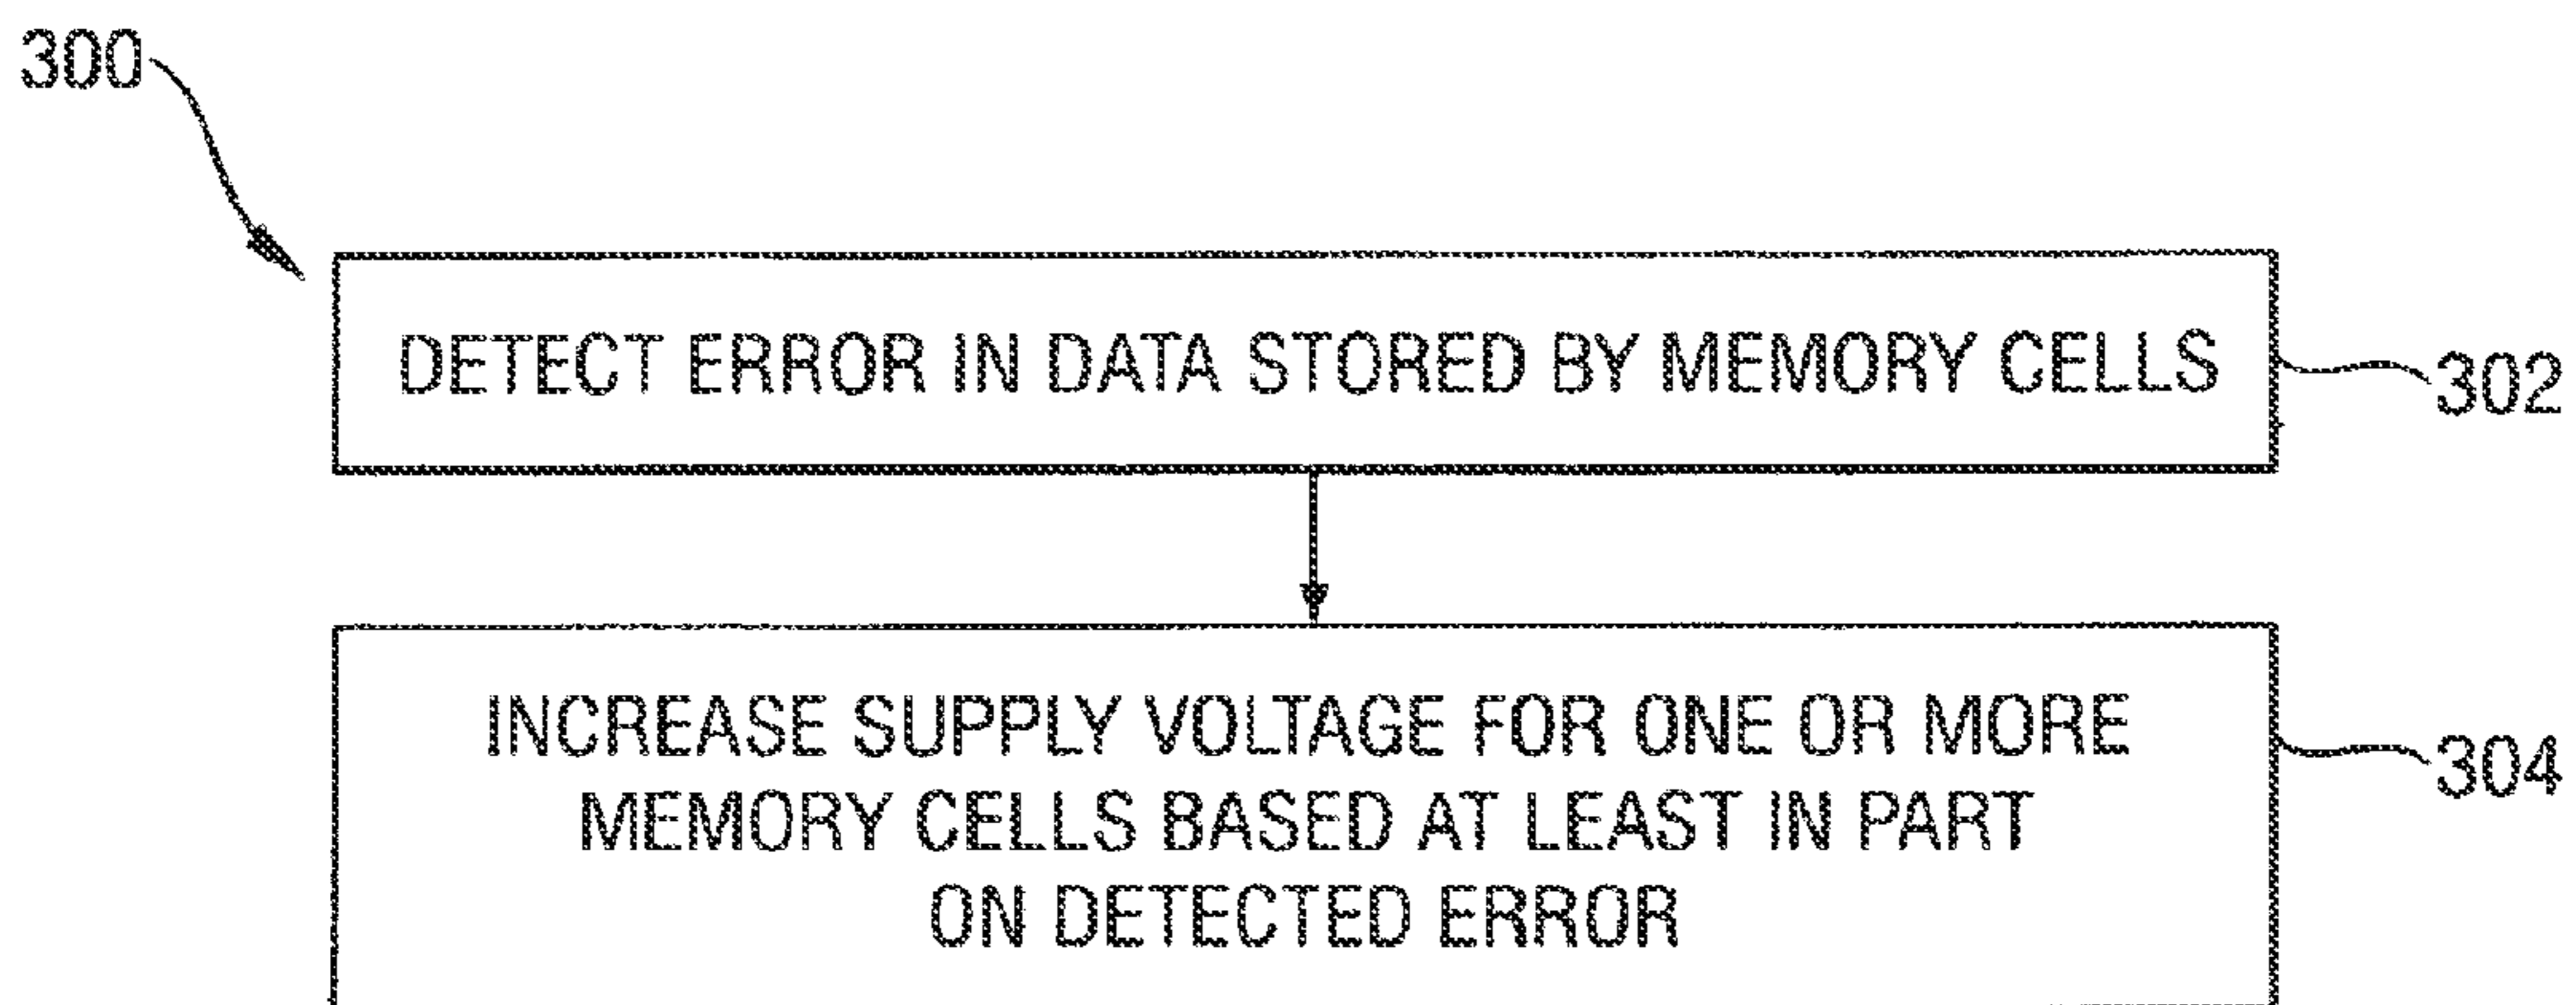 300
DETECT ERROR IN DATA STORED BY MEMORY CELLS
302
INCREASE SUPPLY VOLTAGE FOR ONE OR MORE
MEMORY CELLS BASED AT LEAST IN PART
ON DETECTED ERROR
304